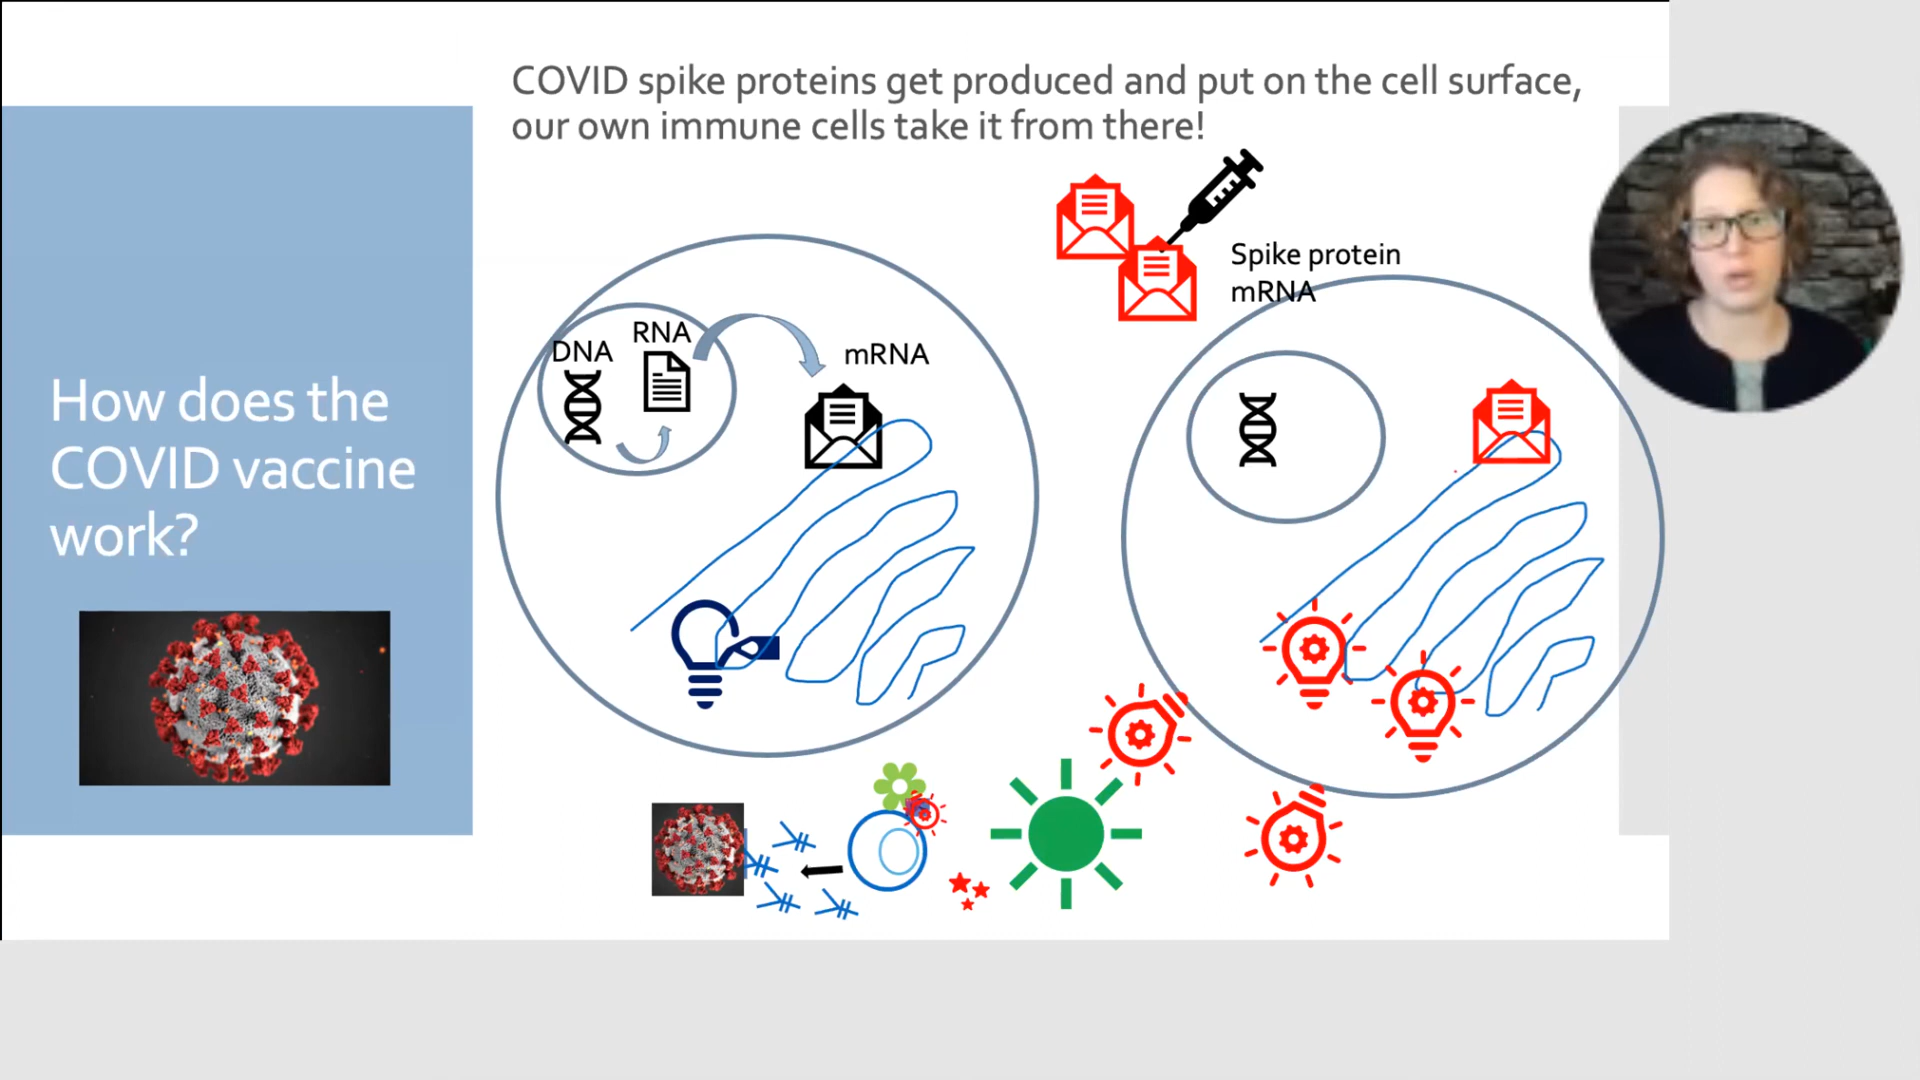 COVID spike proteins get produced and put on the cell surface,
our own immune cells take it from there!
How does the
COVID vaccine
work?
DNA
RNA
mRNA
Spike protein
mRNA